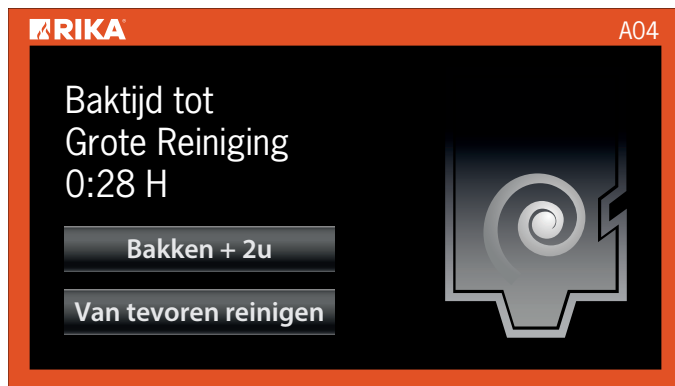 RIKA
A04
Baktijd tot
Grote Reiniging
0:28 H
Bakken + 2u
Van tevoren reinigen